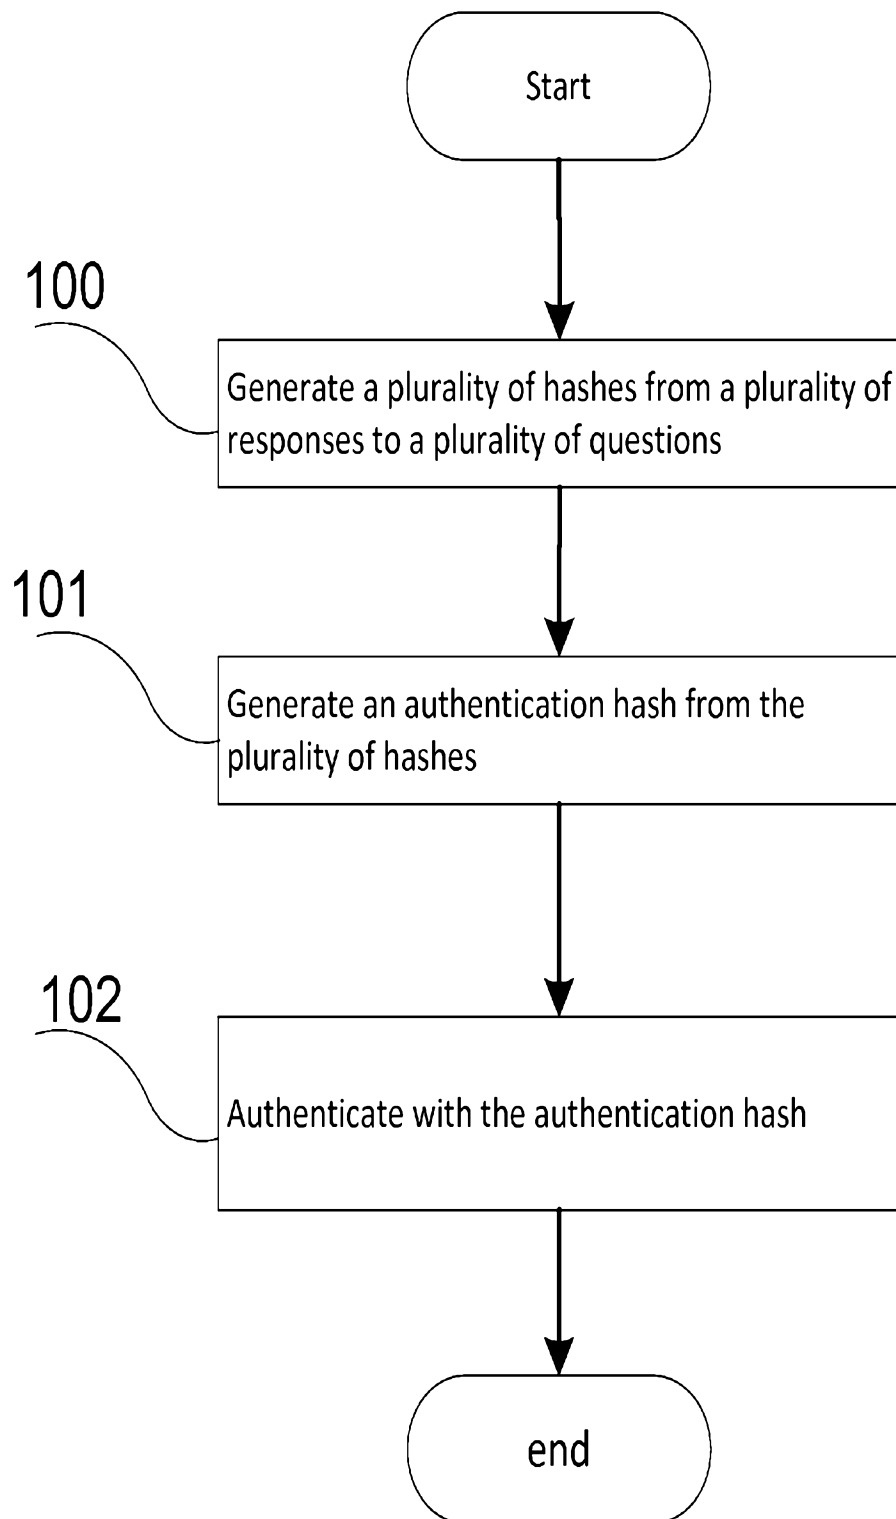 Start
100
Generate a plurality of hashes from a plurality of
responses to a plurality of questions
101
Generate an authentication hash from the
plurality of hashes
102
Authenticate with the authentication hash
end